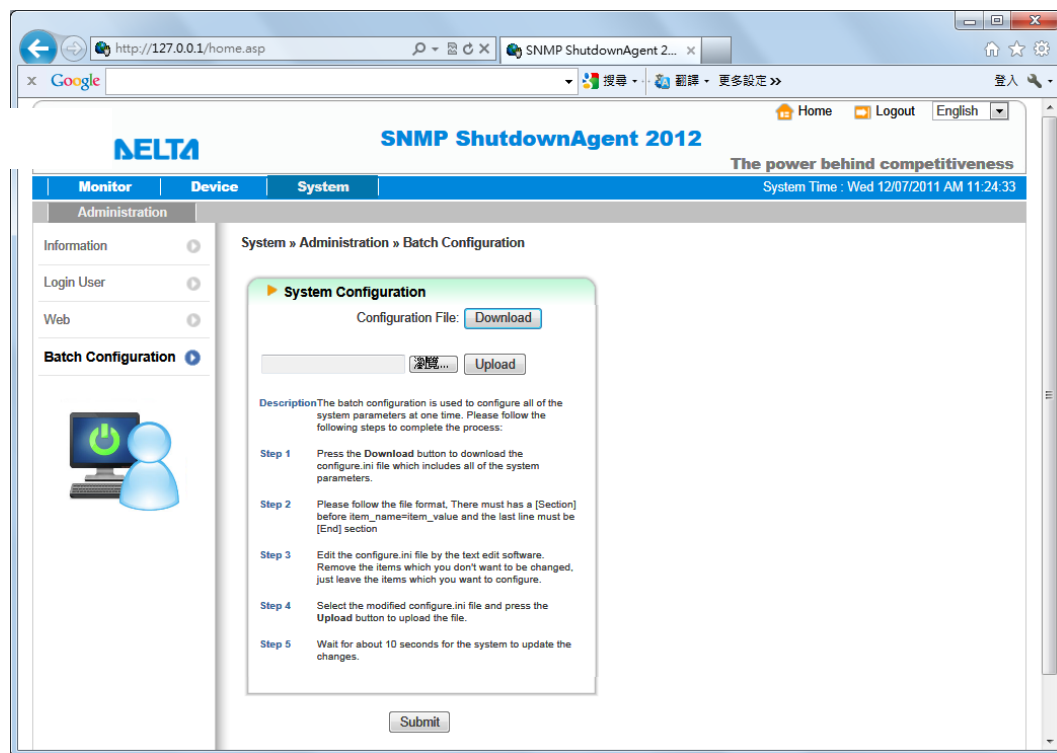 http://127.0.0.1/home.asp
SNMP ShutdownAgent 2... ×
x Google
搜尋
翻譯
更多設定 »
登入
Home
Logout
English
DELTA
SNMP ShutdownAgent 2012
The power behind competitiveness
Monitor
Device
System
System Time : Wed 12/07/2011 AM 11:24:33
Administration
Information
Login User
Web
Batch Configuration
System » Administration » Batch Configuration
System Configuration
Configuration File: Download
瀏覽... Upload
Description The batch configuration is used to configure all of the
system parameters at one time. Please follow the
following steps to complete the process:
Step 1 Press the Download button to download the
configure.ini file which includes all of the system
parameters.
Step 2 Please follow the file format, There must has a [Section]
before item_name=item_value and the last line must be
[End] section
Step 3 Edit the configure.ini file by the text edit software.
Remove the items which you don't want to be changed,
just leave the items which you want to configure.
Step 4 Select the modified configure.ini file and press the
Upload button to upload the file.
Step 5 Wait for about 10 seconds for the system to update the
changes.
Submit